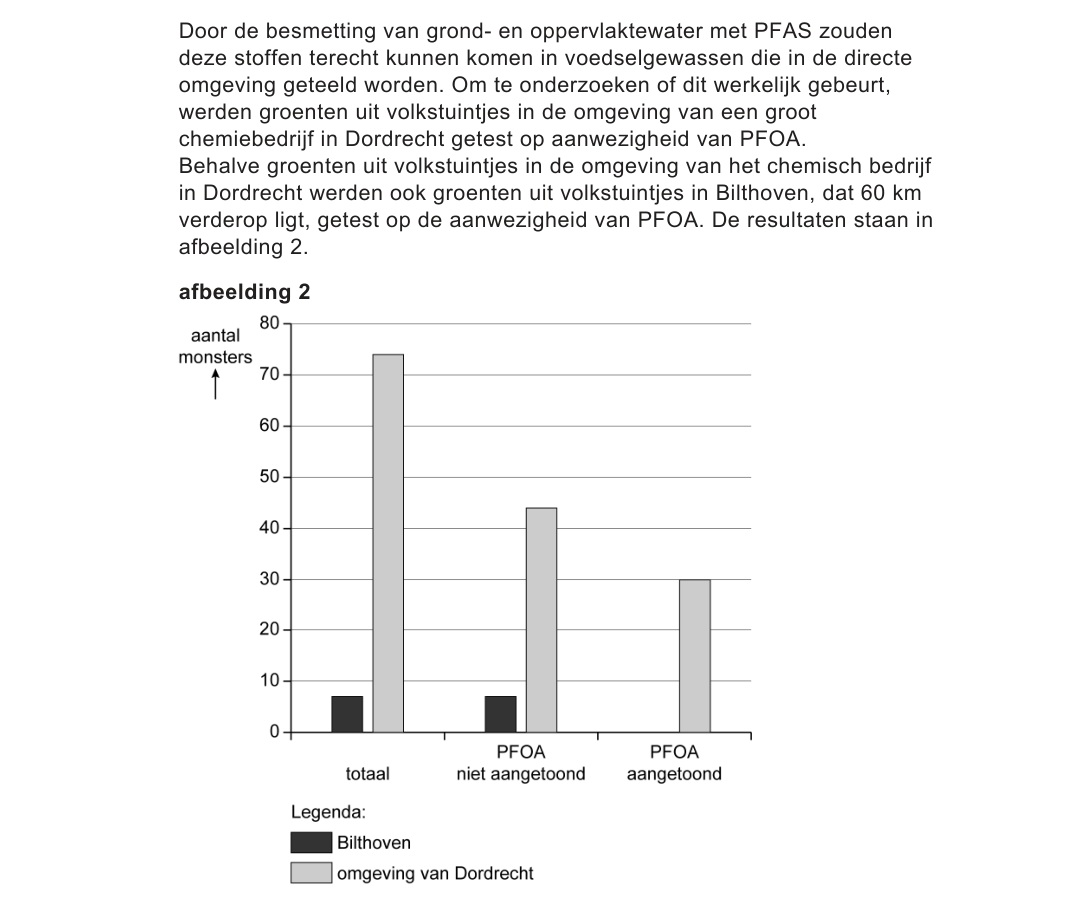 Door de besmetting van grond- en oppervlaktewater met PFAS zouden
deze stoffen terecht kunnen komen in voedselgewassen die in de directe
omgeving geteeld worden. Om te onderzoeken of dit werkelijk gebeurt,
werden groenten uit volkstuintjes in de omgeving van een groot
chemiebedrijf in Dordrecht getest op aanwezigheid van PFOA.
Behalve groenten uit volkstuintjes in de omgeving van het chemisch bedrijf
in Dordrecht werden ook groenten uit volkstuintjes in Bilthoven, dat 60 km
verderop ligt, getest op de aanwezigheid van PFOA. De resultaten staan in
afbeelding 2.
afbeelding 2
aantal
monsters
80
70
60
50
40
30
20
10
0
totaal
PFOA
niet aangetoond
PFOA
aangetoond
Legenda:
Bilthoven
omgeving van Dordrecht